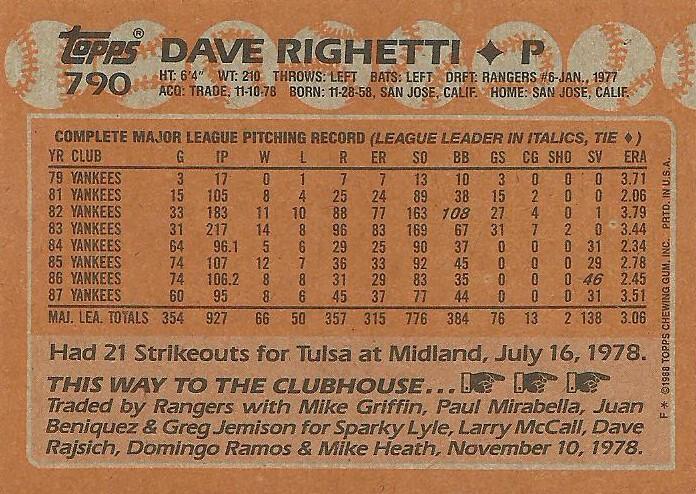 topps® DAVE RIGHETTI ✦ P
790 HT: 6'4" WT: 210 THROWS: LEFT BATS: LEFT DRFT: RANGERS #6-JAN., 1977
ACQ: TRADE, 11-10-78 BORN: 11-28-58, SAN JOSE, CALIF. HOME: SAN JOSE, CALIF.
COMPLETE MAJOR LEAGUE PITCHING RECORD (LEAGUE LEADER IN ITALICS, TIE ♦)
YR CLUB G IP W L R ER SO BB GS CG SHO SV ERA
79 YANKEES 3 17 0 1 7 7 13 10 3 0 0 0 3.71
81 YANKEES 15 105 8 4 25 24 89 38 15 2 0 0 2.06
82 YANKEES 33 183 11 10 88 77 163 108 27 4 0 1 3.79
83 YANKEES 31 217 14 8 96 83 169 67 31 7 2 0 3.44
84 YANKEES 64 96.1 5 6 29 25 90 37 0 0 0 31 2.34
85 YANKEES 74 107 12 7 36 33 92 45 0 0 0 29 2.78
86 YANKEES 74 106.2 8 8 31 29 83 35 0 0 0 46 2.45
87 YANKEES 60 95 8 6 45 37 77 44 0 0 0 31 3.51
MAJ. LEA. TOTALS 354 927 66 50 357 315 776 384 76 13 2 138 3.06
Had 21 Strikeouts for Tulsa at Midland, July 16, 1978.
THIS WAY TO THE CLUBHOUSE...
Traded by Rangers with Mike Griffin, Paul Mirabella, Juan
Beniquez & Greg Jemison for Sparky Lyle, Larry McCall, Dave
Rajsich, Domingo Ramos & Mike Heath, November 10, 1978.
F* ©1988 TOPPS CHEWING GUM, INC. PRTD. IN U.S.A.